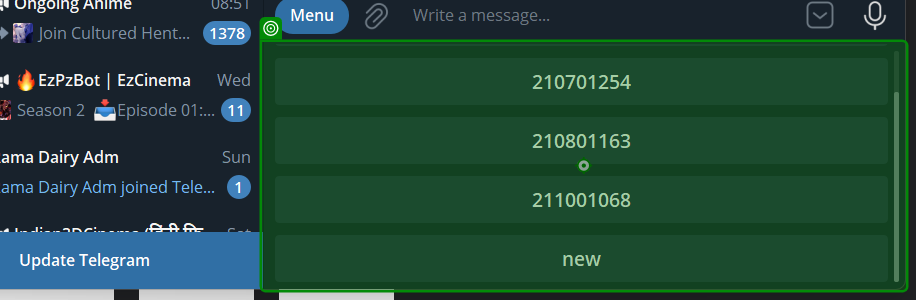 Ongoing Anime 08:51
Join Cultured Hent... 1378
EzPzBot | EzCinema Wed
Season 2 Episode 01:... 11
ama Dairy Adm Sun
ama Dairy Adm joined Tele... 1
Sat
Update Telegram
Menu
Write a message...
210701254
210801163
211001068
new